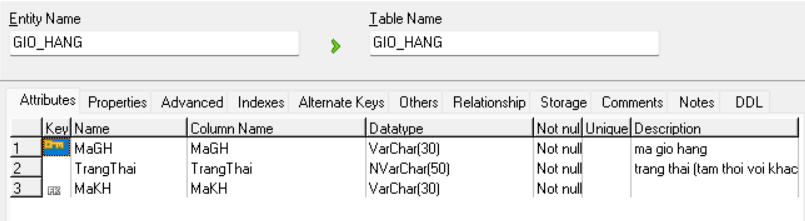 Entity Name Table Name
GIO_HANG GIO_HANG
Attributes Properties Advanced Indexes Alternate Keys Others Relationship Storage Comments Notes DDL
Key Name Column Name Datatype Not nul Unique Description
1 MaGH MaGH VarChar(30) Not null ma gio hang
2 TrangThai TrangThai NVarChar(50) Not null trang thai (tam thoi voi khac
3 FK MaKH MaKH VarChar(30) Not null